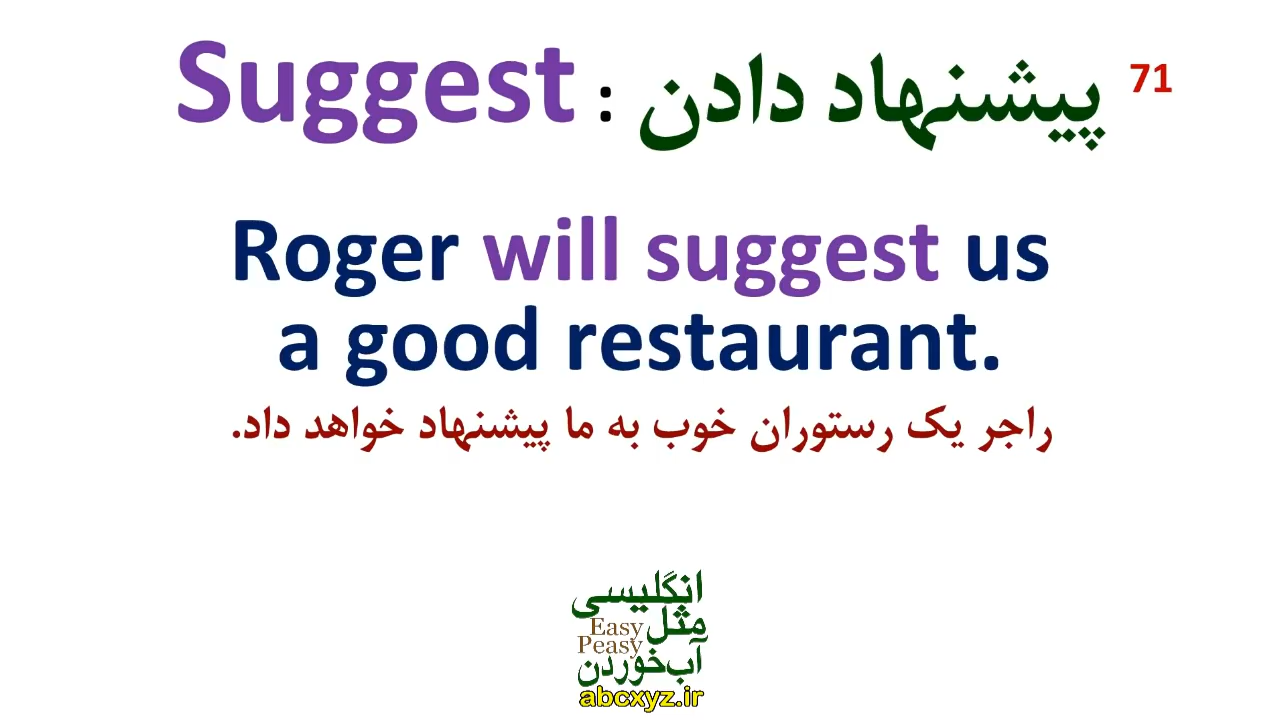 71 پیشنهاد دادن : Suggest
Roger will suggest us
a good restaurant.
راجر یک رستوران خوب به ما پیشنهاد خواهد داد.
انگلیسی
مثل Easy
Peasy
آب‌خوردن
abcxyz.ir